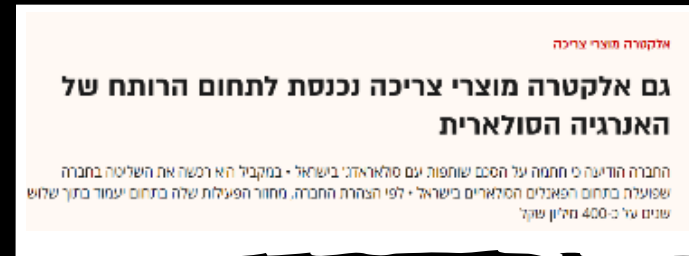 אלקטרה מוצרי צריכה
גם אלקטרה מוצרי צריכה נכנסת לתחום הרותח של
האנרגיה הסולארית
החברה הודיעה כי חתמה על הסכם שותפות עם סולאראדג' בישראל • במקביל היא רכשה את השליטה בחברה
שפועלת בתחום הפאנלים הסולאריים בישראל • לפי הצהרת החברה, מחזור הפעילות שלה בתחום יעמוד בתוך שלוש
שנים על כ-400 מיליון שקל